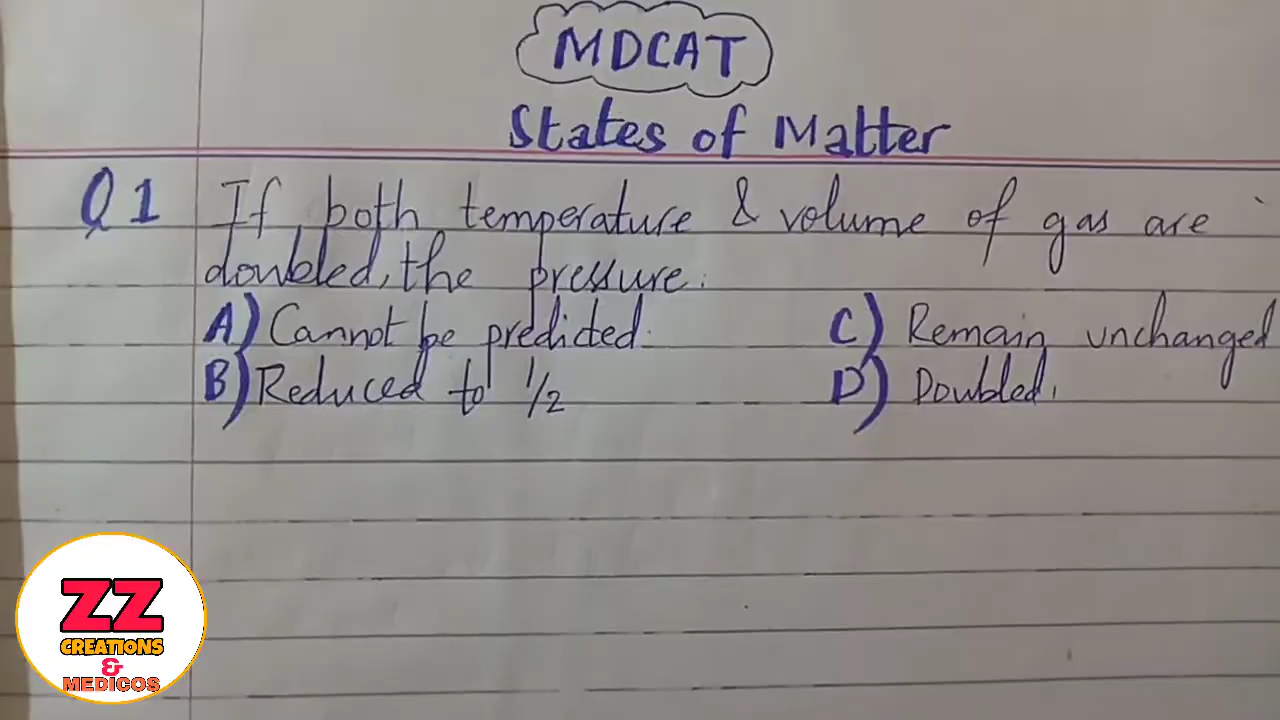 MDCAT
States of Matter
Q1 If both temperature & volume of gas are
doubled, the pressure.
A) Cannot be predicted. C) Remain unchanged
B) Reduced to 1/2 D) Doubled.
ZZ
CREATIONS
&
MEDICOS